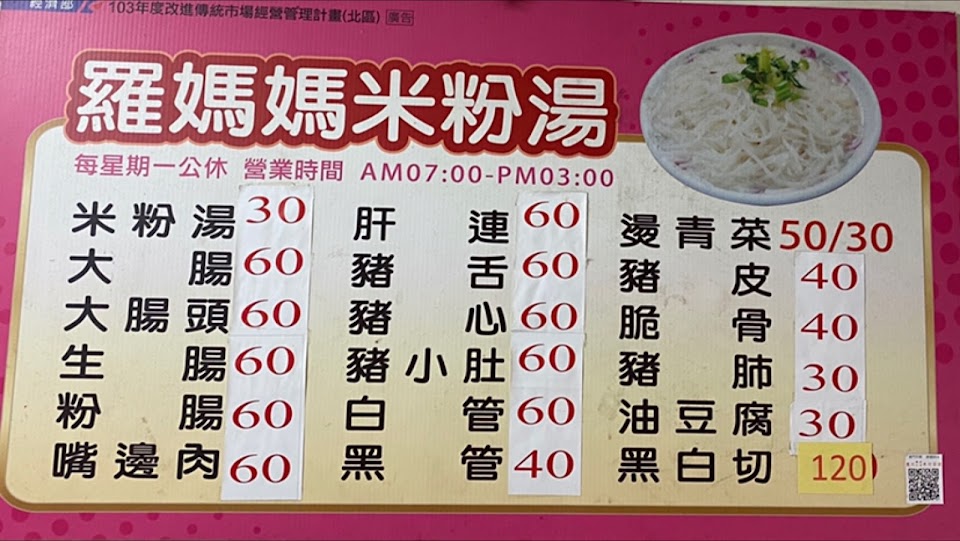 經濟部
103年度改進傳統市場經營管理計畫(北區) 廣告
羅媽媽米粉湯
每星期一公休 營業時間 AM07:00-PM03:00
米粉湯 30 肝連 60 燙青菜 50/30
大腸 60 豬舌 60 豬皮 40
大腸頭 60 豬心 60 脆骨 40
生腸 60 豬小肚 60 豬肺 30
粉腸 60 白管 60 油豆腐 30
嘴邊肉 60 黑管 40 黑白切 120